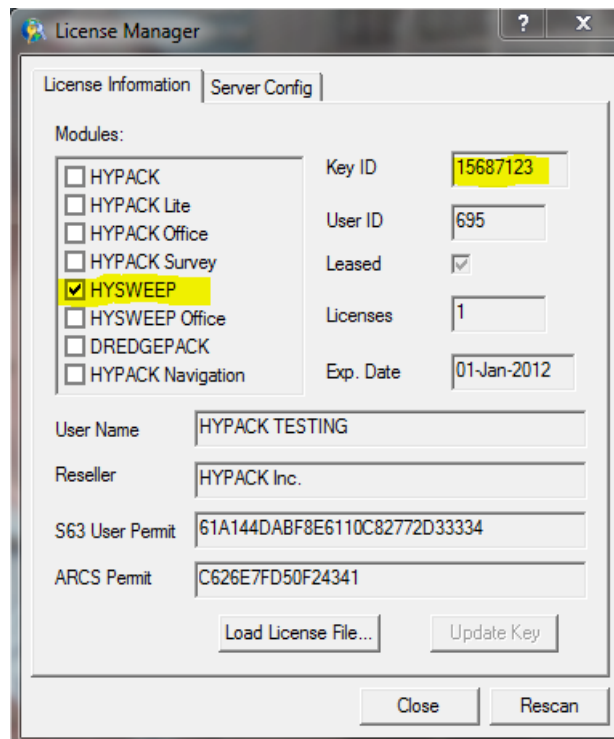 License Manager
? X
License Information Server Config
Modules:
HYPACK
HYPACK Lite
HYPACK Office
HYPACK Survey
HYSWEEP
HYSWEEP Office
DREDGEPACK
HYPACK Navigation
Key ID 15687123
User ID 695
Leased
Licenses 1
Exp. Date 01-Jan-2012
User Name HYPACK TESTING
Reseller HYPACK Inc.
S63 User Permit 61A144DABF8E6110C82772D33334
ARCS Permit C626E7FD50F24341
Load License File... Update Key
Close Rescan